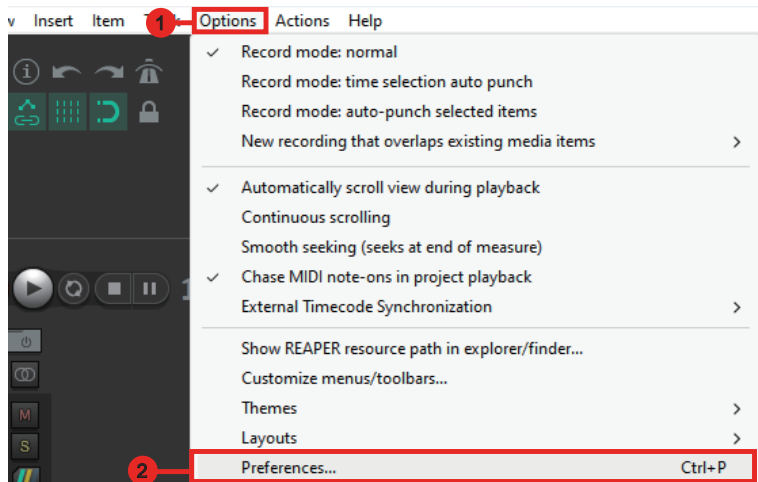 Insert Item Options Actions Help
1
Record mode: normal
Record mode: time selection auto punch
Record mode: auto-punch selected items
New recording that overlaps existing media items
Automatically scroll view during playback
Continuous scrolling
Smooth seeking (seeks at end of measure)
Chase MIDI note-ons in project playback
External Timecode Synchronization
Show REAPER resource path in explorer/finder...
Customize menus/toolbars...
Themes
M
Layouts
S
2
Preferences... Ctrl+P